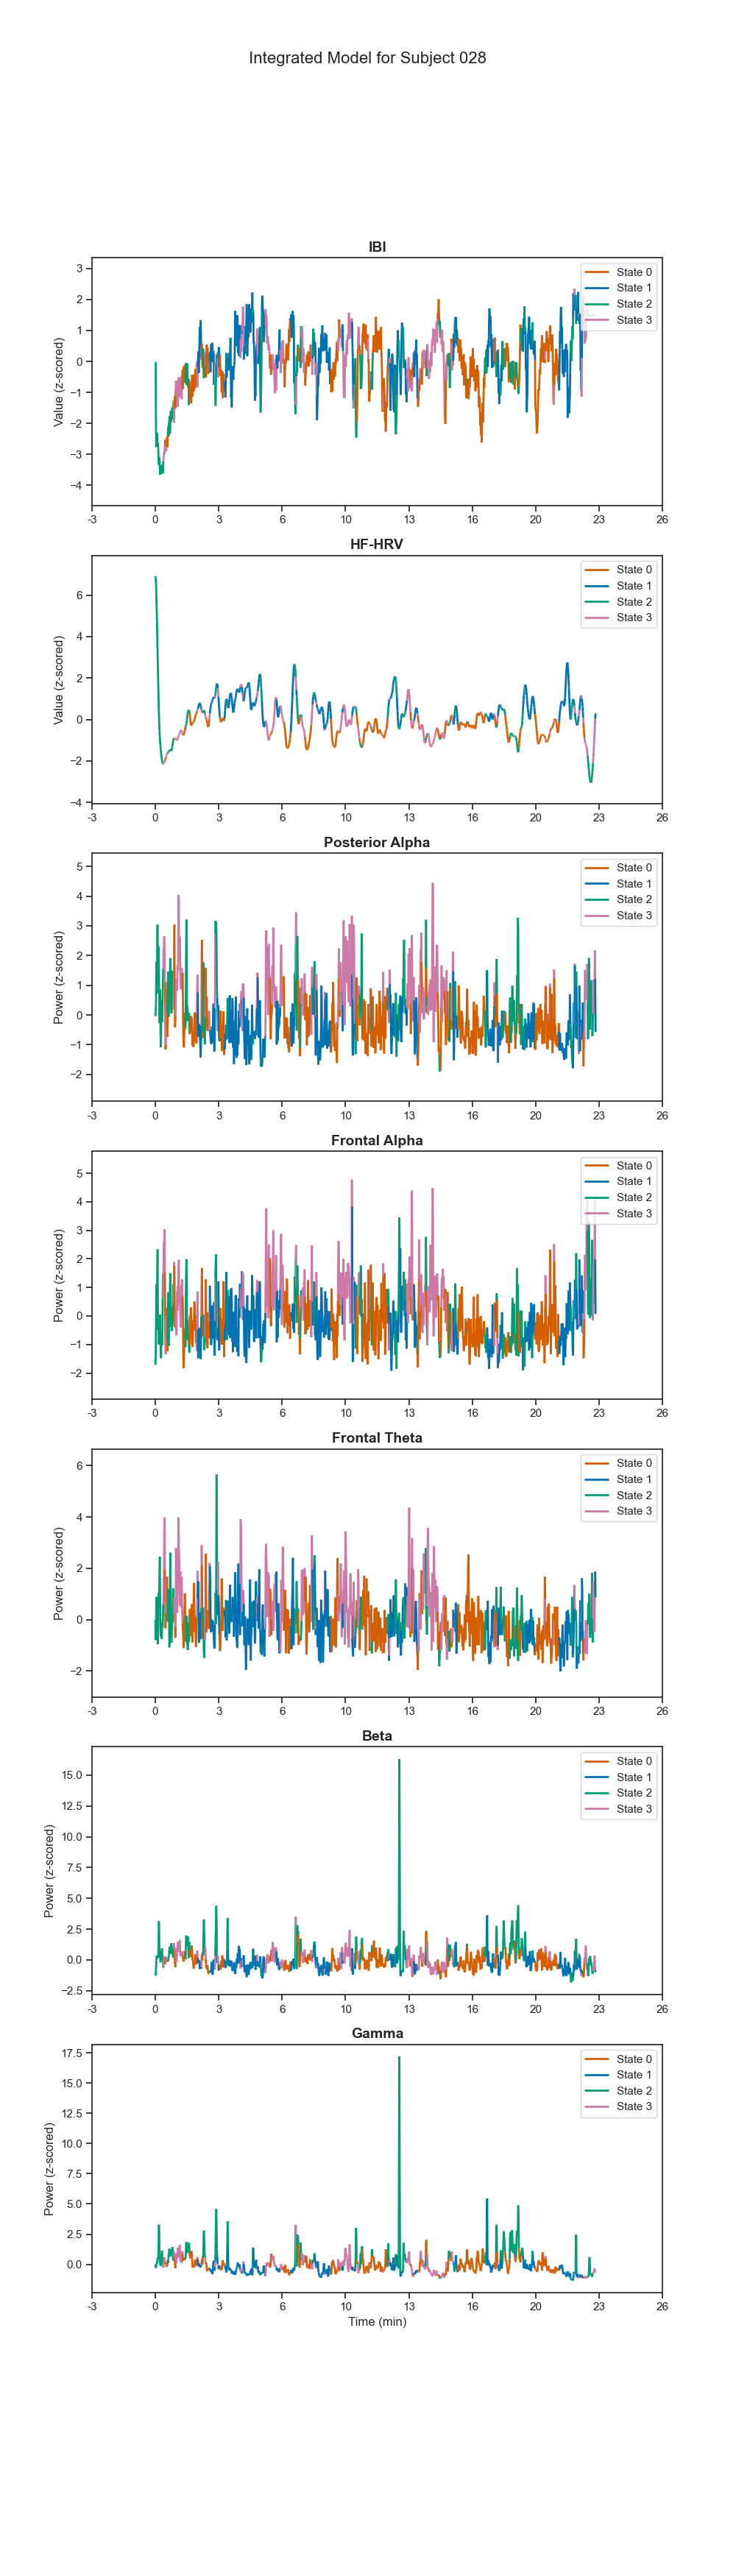 Integrated Model for Subject 028
IBI
Value (z-scored)
3
2
1
0
−1
−2
−3
−4
State 0
State 1
State 2
State 3
-3 0 3 6 10 13 16 20 23 26
HF-HRV
Value (z-scored)
6
4
2
0
−2
−4
State 0
State 1
State 2
State 3
-3 0 3 6 10 13 16 20 23 26
Posterior Alpha
Power (z-scored)
5
4
3
2
1
0
−1
−2
State 0
State 1
State 2
State 3
-3 0 3 6 10 13 16 20 23 26
Frontal Alpha
Power (z-scored)
5
4
3
2
1
0
−1
−2
State 0
State 1
State 2
State 3
-3 0 3 6 10 13 16 20 23 26
Frontal Theta
Power (z-scored)
6
4
2
0
−2
State 0
State 1
State 2
State 3
-3 0 3 6 10 13 16 20 23 26
Beta
Power (z-scored)
15.0
12.5
10.0
7.5
5.0
2.5
0.0
−2.5
State 0
State 1
State 2
State 3
-3 0 3 6 10 13 16 20 23 26
Gamma
Power (z-scored)
17.5
15.0
12.5
10.0
7.5
5.0
2.5
0.0
State 0
State 1
State 2
State 3
-3 0 3 6 10 13 16 20 23 26
Time (min)